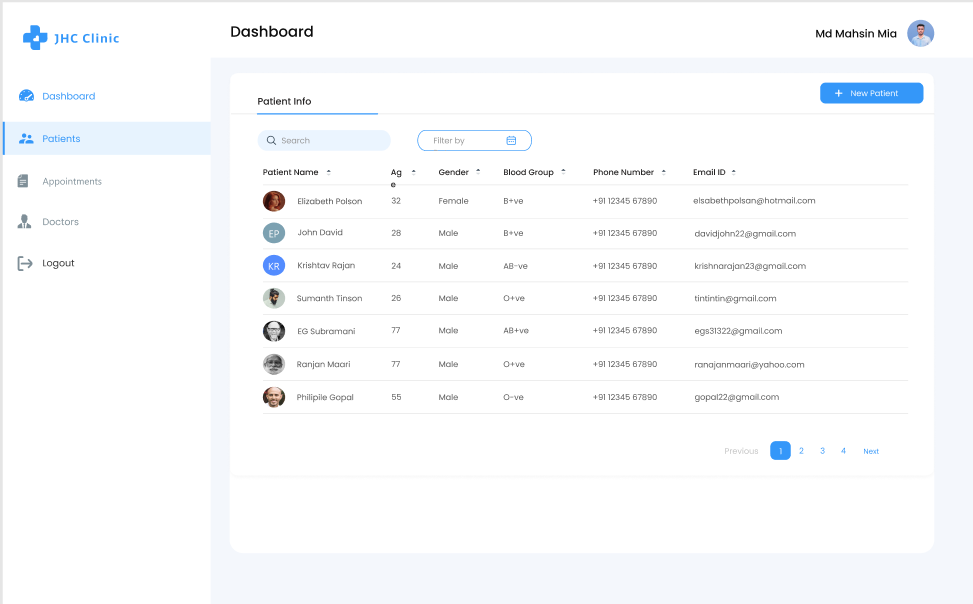 JHC Clinic
Dashboard
Md Mahsin Mia
Dashboard
Patients
Appointments
Doctors
Logout
Patient Info
+ New Patient
Search
Filter by
Patient Name Age Gender Blood Group Phone Number Email ID
Elizabeth Polson 32 Female B+ve +91 12345 67890 elsabethpolsan@hotmail.com
EP John David 28 Male B+ve +91 12345 67890 davidjohn22@gmail.com
KR Krishtav Rajan 24 Male AB-ve +91 12345 67890 krishnarajan23@gmail.com
Sumanth Tinson 26 Male O+ve +91 12345 67890 tintintin@gmail.com
EG Subramani 77 Male AB+ve +91 12345 67890 egs31322@gmail.com
Ranjan Maari 77 Male O+ve +91 12345 67890 ranajanmaari@yahoo.com
Philipile Gopal 55 Male O-ve +91 12345 67890 gopal22@gmail.com
Previous 1 2 3 4 Next